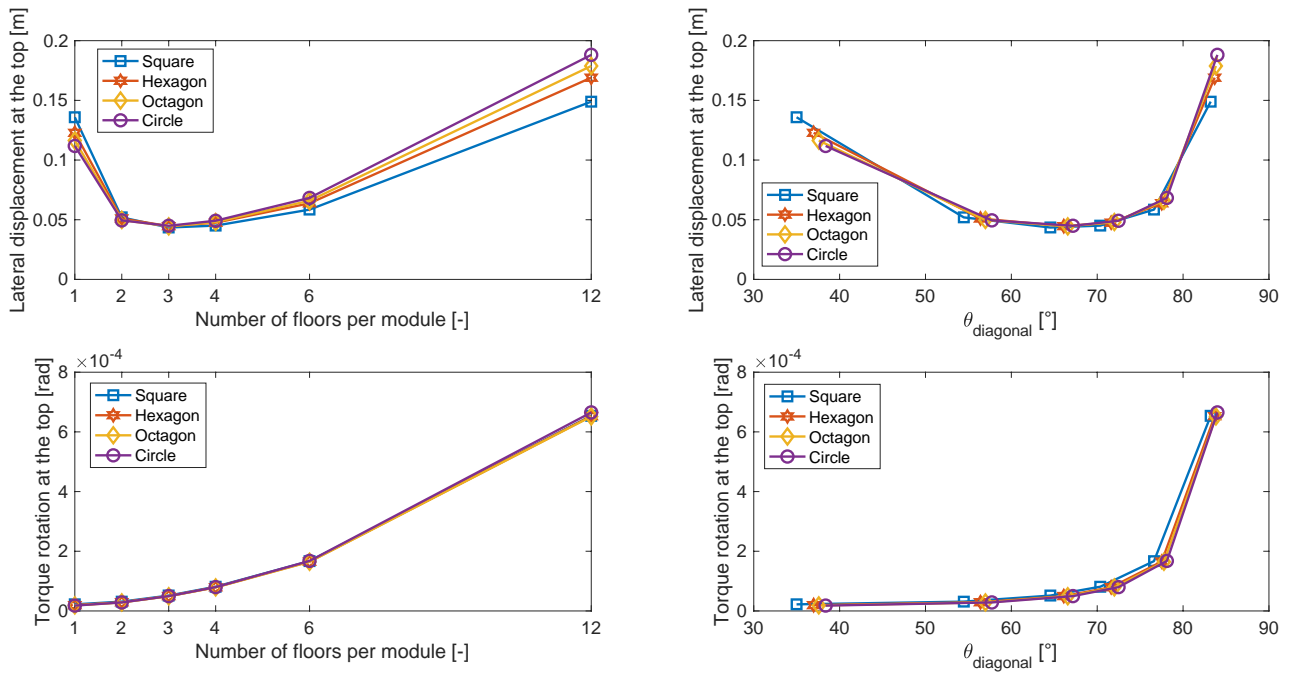 Lateral displacement at the top [m]
0.2
0.15
0.1
0.05
0
Square
Hexagon
Octagon
Circle
1 2 3 4 6 12
Number of floors per module [-]
Lateral displacement at the top [m]
0.2
0.15
0.1
0.05
0
Square
Hexagon
Octagon
Circle
30 40 50 60 70 80 90
θdiagonal [°]
Torque rotation at the top [rad]
×10-4
8
6
4
2
0
Square
Hexagon
Octagon
Circle
1 2 3 4 6 12
Number of floors per module [-]
Torque rotation at the top [rad]
×10-4
8
6
4
2
0
Square
Hexagon
Octagon
Circle
30 40 50 60 70 80 90
θdiagonal [°]